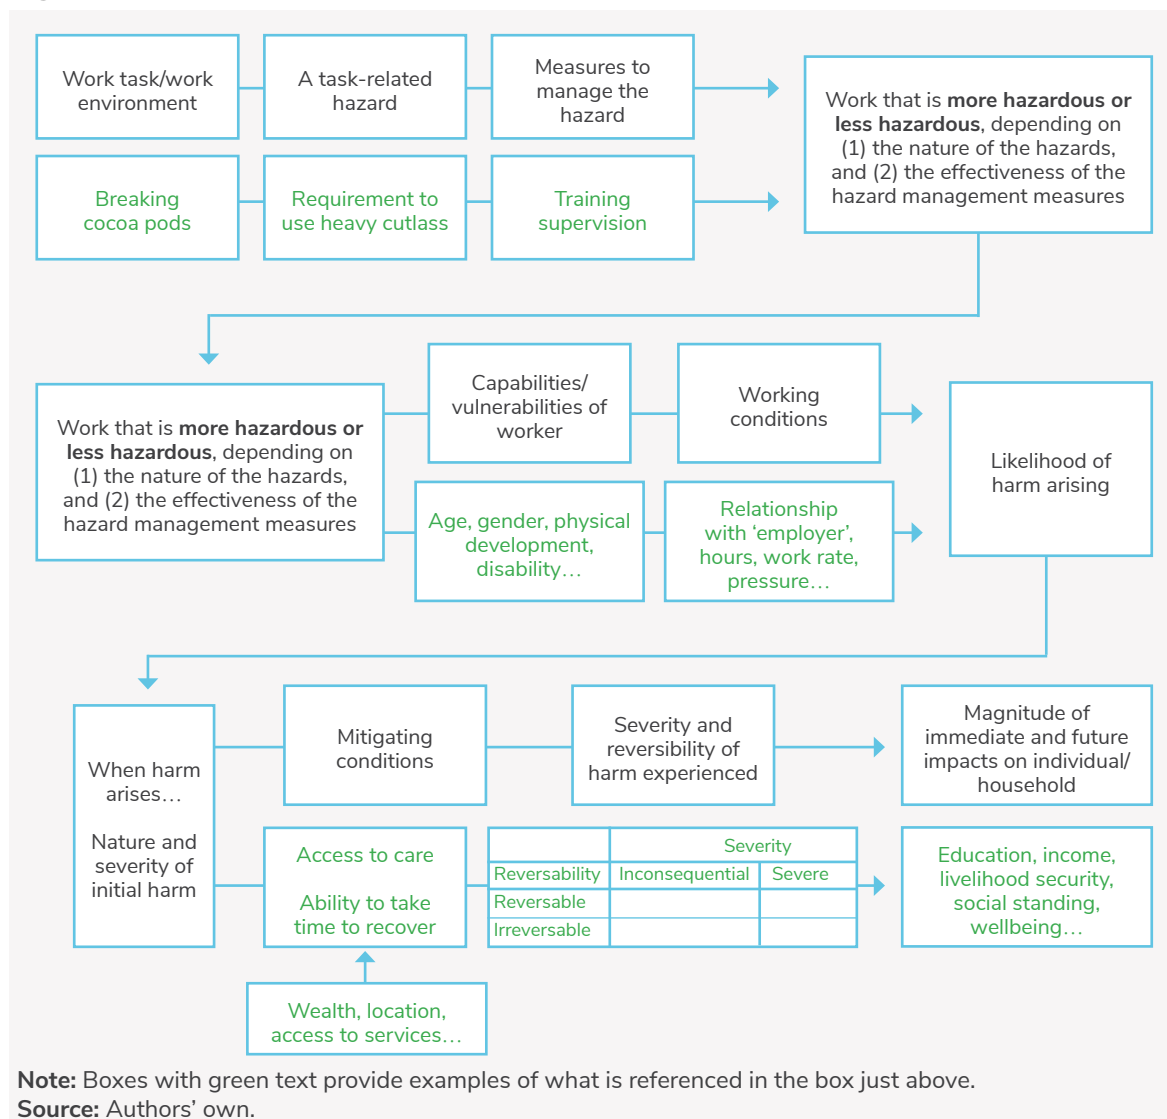 Work task/work
environment
A task-related
hazard
Measures to
manage the
hazard
Work that is more hazardous or
less hazardous, depending on
(1) the nature of the hazards,
and (2) the effectiveness of the
hazard management measures
Breaking
cocoa pods
Requirement to
use heavy cutlass
Training
supervision
Work that is more hazardous or
less hazardous, depending on
(1) the nature of the hazards,
and (2) the effectiveness of the
hazard management measures
Capabilities/
vulnerabilities of
worker
Working
conditions
Likelihood of
harm arising
Age, gender, physical
development,
disability…
Relationship
with ‘employer’,
hours, work rate,
pressure…
When harm
arises…
Nature and
severity of
initial harm
Mitigating
conditions
Severity and
reversibility of
harm experienced
Magnitude of
immediate and future
impacts on individual/
household
Access to care
Ability to take
time to recover
Severity
Reversability Inconsequential Severe
Reversable
Irreversable
Education, income,
livelihood security,
social standing,
wellbeing…
Wealth, location,
access to services…
Note: Boxes with green text provide examples of what is referenced in the box just above.
Source: Authors’ own.